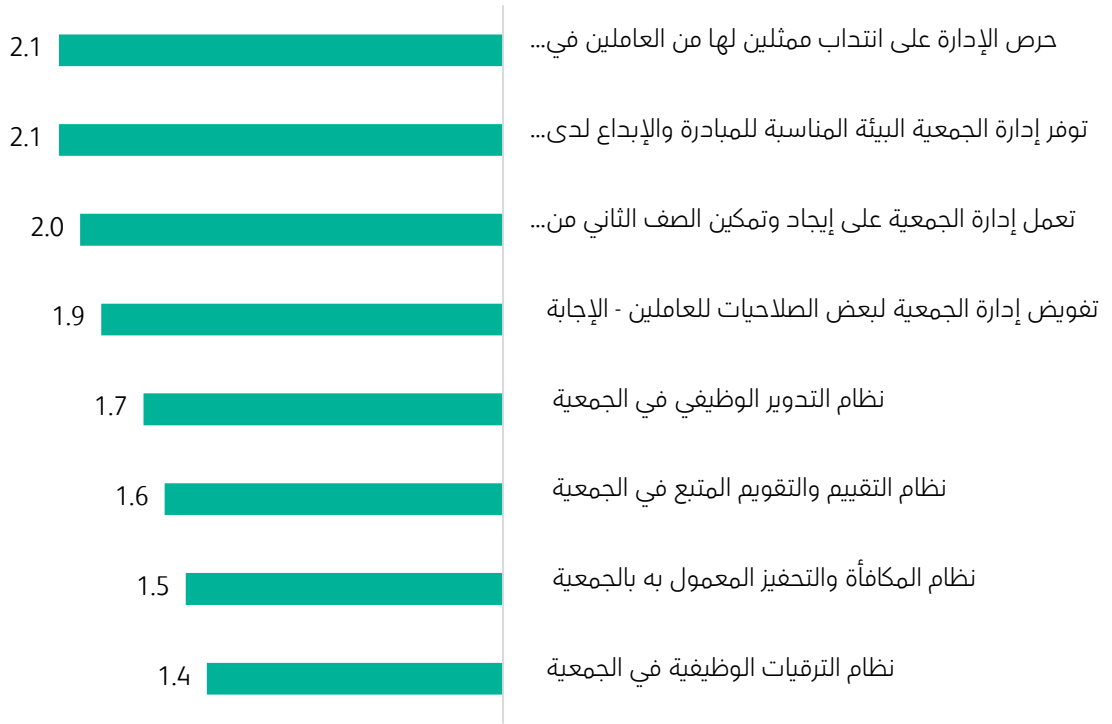 حرص الإدارة على انتداب ممثلين لها من العاملين في... 2.1
توفر إدارة الجمعية البيئة المناسبة للمبادرة والإبداع لدى... 2.1
تعمل إدارة الجمعية على إيجاد وتمكين الصف الثاني من... 2.0
تفويض إدارة الجمعية لبعض الصلاحيات للعاملين - الإجابة 1.9
نظام التدوير الوظيفي في الجمعية 1.7
نظام التقييم والتقويم المتبع في الجمعية 1.6
نظام المكافأة والتحفيز المعمول به بالجمعية 1.5
نظام الترقيات الوظيفية في الجمعية 1.4